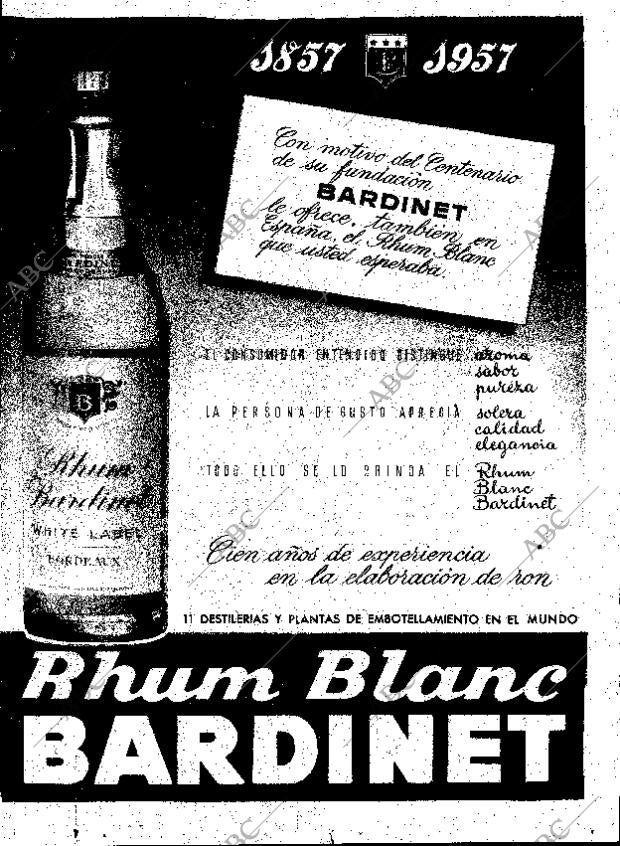 1857 1957
Con motivo del Centenario
de su fundación
BARDINET
le ofrece, también en
España, el Rhum Blanc
que usted esperaba.
EL CONSUMIDOR ENTENDIDO DISTINGUE aroma
sabor
pureza
LA PERSONA DE GUSTO APRECIA solera
calidad
elegancia
TODO ELLO SE LO BRINDA EL Rhum
Blanc
Bardinet
Cien años de experiencia
en la elaboración de ron
11 DESTILERIAS Y PLANTAS DE EMBOTELLAMIENTO EN EL MUNDO
BARDINET
B
Rhum
Bardinet
WHITE LABEL
BORDEAUX
Rhum Blanc
BARDINET